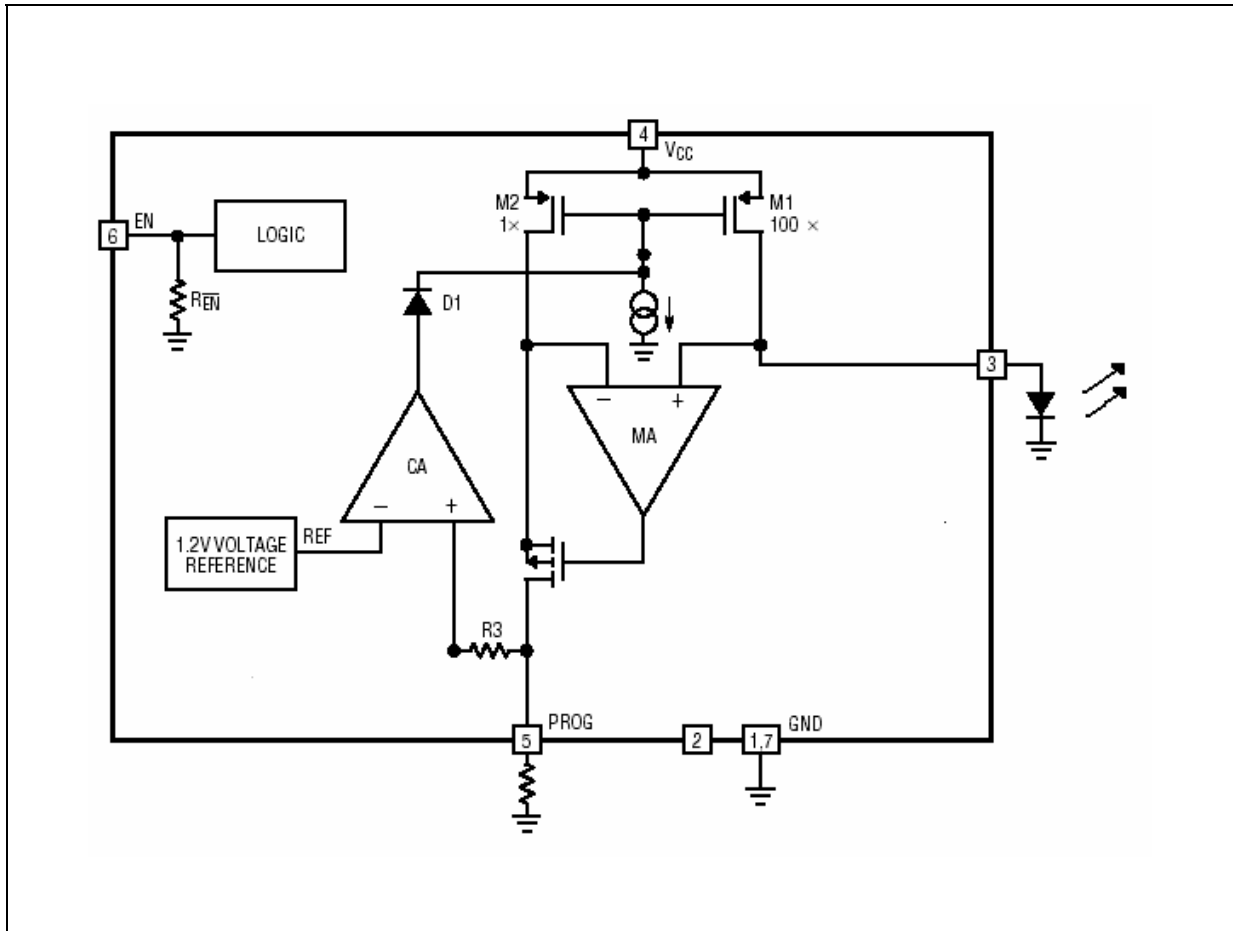 4
VCC
M2
1×
M1
100 ×
6
EN
LOGIC
REN
D1
3
−
+
MA
CA
−
+
1.2V VOLTAGE
REFERENCE
REF
R3
PROG
GND
5
2
1,7